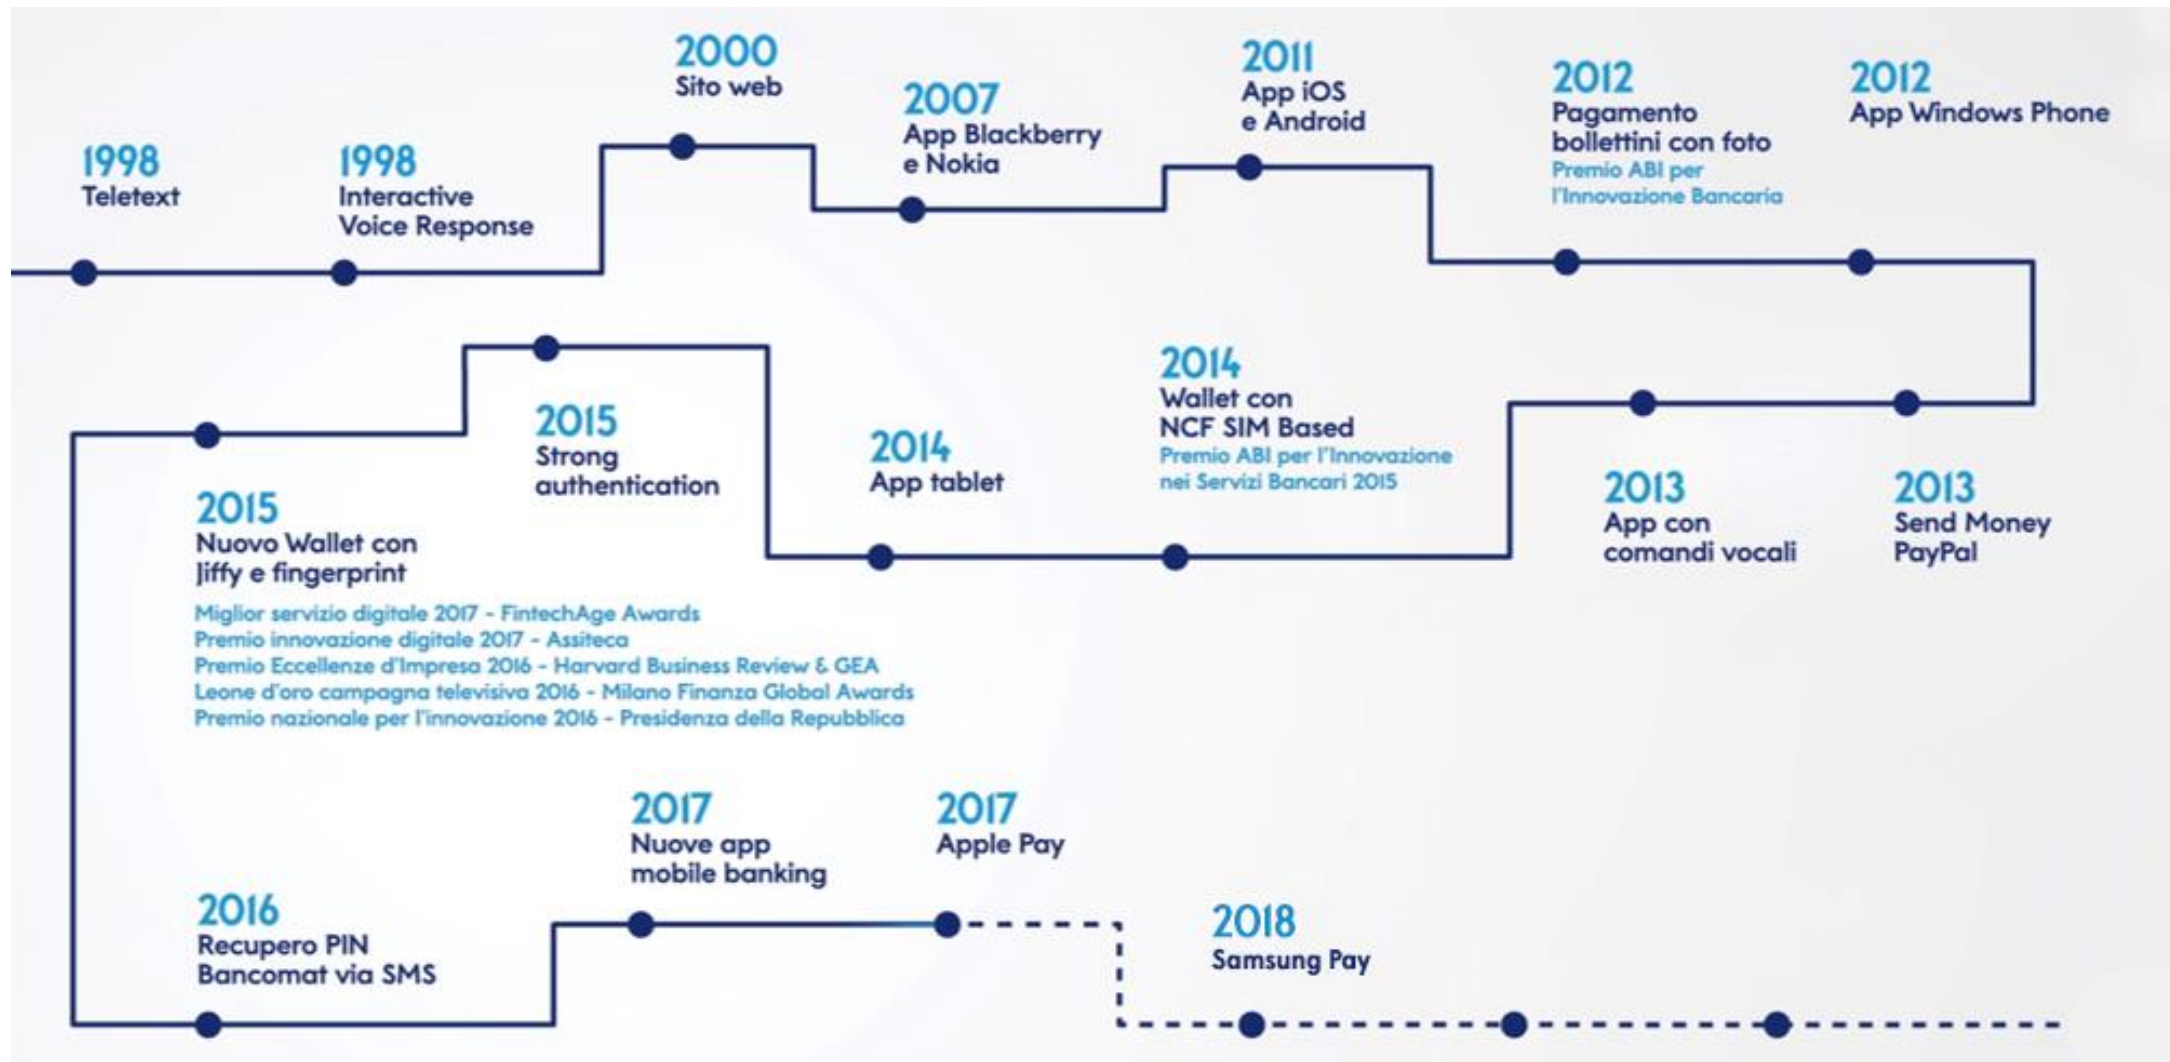 1998
Teletext
1998
Interactive
Voice Response
2000
Sito web
2007
App Blackberry
e Nokia
2011
App iOS
e Android
2012
Pagamento
bollettini con foto
Premio ABI per
l'Innovazione Bancaria
2012
App Windows Phone
2013
Send Money
PayPal
2013
App con
comandi vocali
2014
Wallet con
NCF SIM Based
Premio ABI per l'Innovazione
nei Servizi Bancari 2015
2014
App tablet
2015
Strong
authentication
2015
Nuovo Wallet con
Jiffy e fingerprint
Miglior servizio digitale 2017 - FintechAge Awards
Premio innovazione digitale 2017 - Assiteca
Premio Eccellenze d'Impresa 2016 - Harvard Business Review & GEA
Leone d'oro campagna televisiva 2016 - Milano Finanza Global Awards
Premio nazionale per l'innovazione 2016 - Presidenza della Repubblica
2016
Recupero PIN
Bancomat via SMS
2017
Nuove app
mobile banking
2017
Apple Pay
2018
Samsung Pay